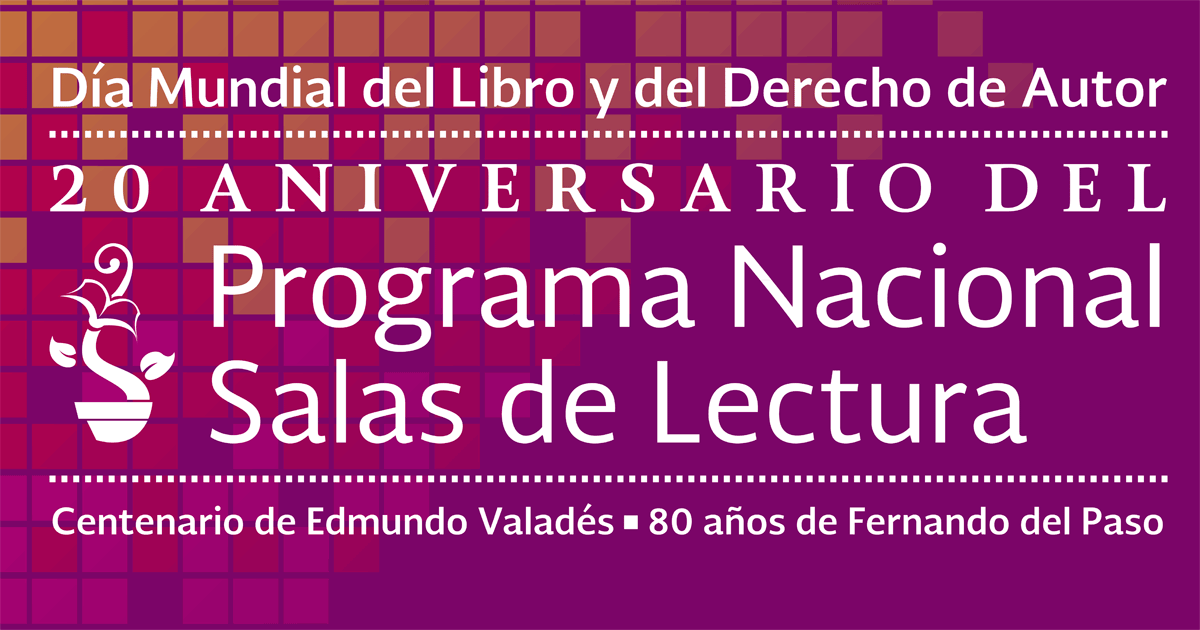 Día Mundial del Libro y del Derecho de Autor
20 ANIVERSARIO DEL
Programa Nacional
Salas de Lectura
Centenario de Edmundo Valadés ▪ 80 años de Fernando del Paso